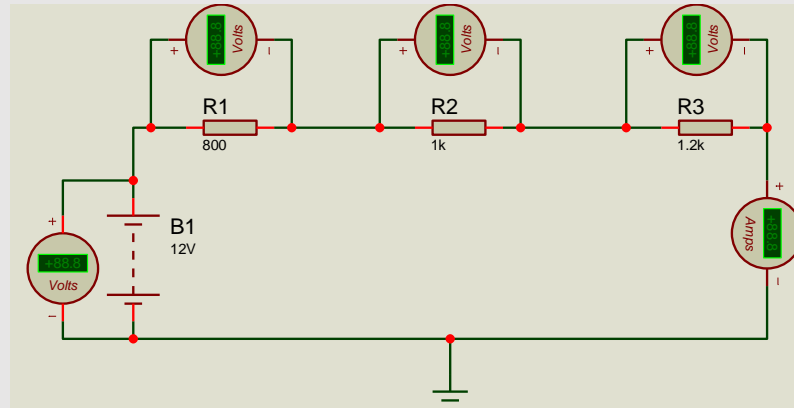 +88.8
Volts
+ −
+88.8
Volts
+ −
+88.8
Volts
+ −
R1
800
R2
1k
R3
1.2k
+
+88.8
Volts
−
B1
12V
+
Amps
+88.8
−